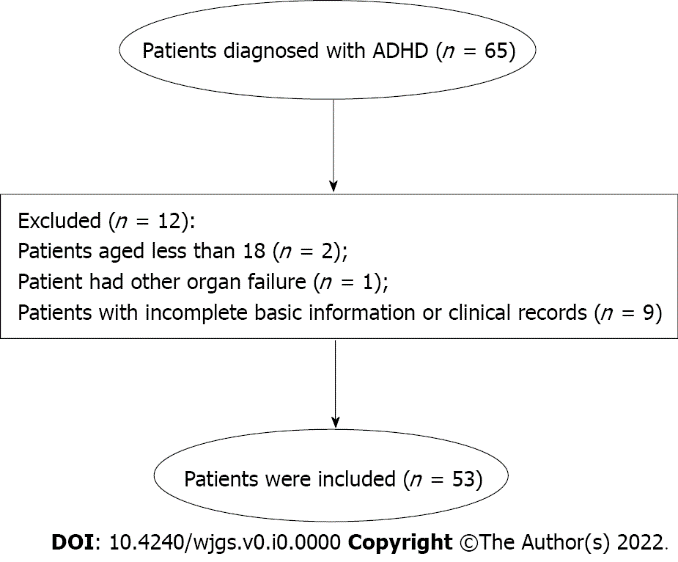 Patients diagnosed with ADHD (n = 65)
Excluded (n = 12):
Patients aged less than 18 (n = 2);
Patient had other organ failure (n = 1);
Patients with incomplete basic information or clinical records (n = 9)
Patients were included (n = 53)
DOI: 10.4240/wjgs.v0.i0.0000 Copyright ©The Author(s) 2022.